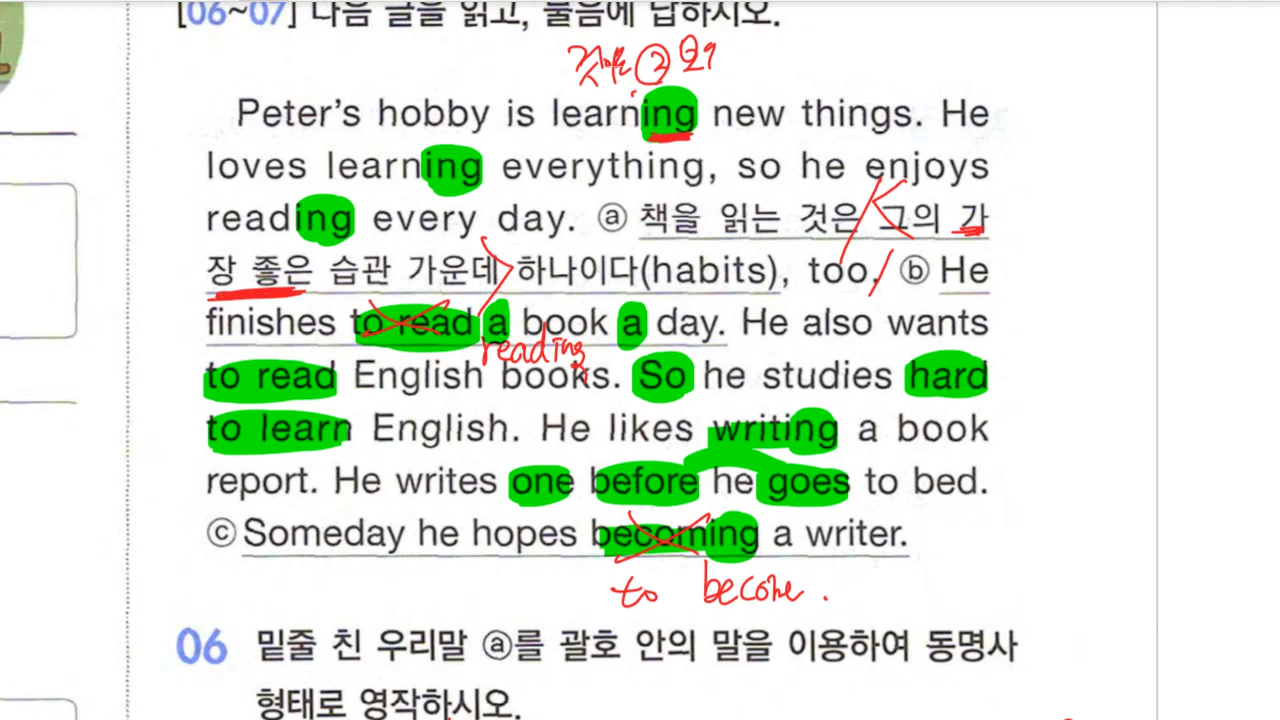 [06~07] 다음 글을 읽고, 물음에 답하시오.
것은 ② 보어
Peter's hobby is learning new things. He
loves learning everything, so he enjoys
reading every day. ⓐ 책을 읽는 것은 그의 가
장 좋은 습관 가운데 하나이다(habits), too. ⓑ He
finishes to read a book a day. He also wants
reading
to read English books. So he studies hard
to learn English. He likes writing a book
report. He writes one before he goes to bed.
ⓒ Someday he hopes becoming a writer.
to become.
06 밑줄 친 우리말 ⓐ를 괄호 안의 말을 이용하여 동명사
형태로 영작하시오.